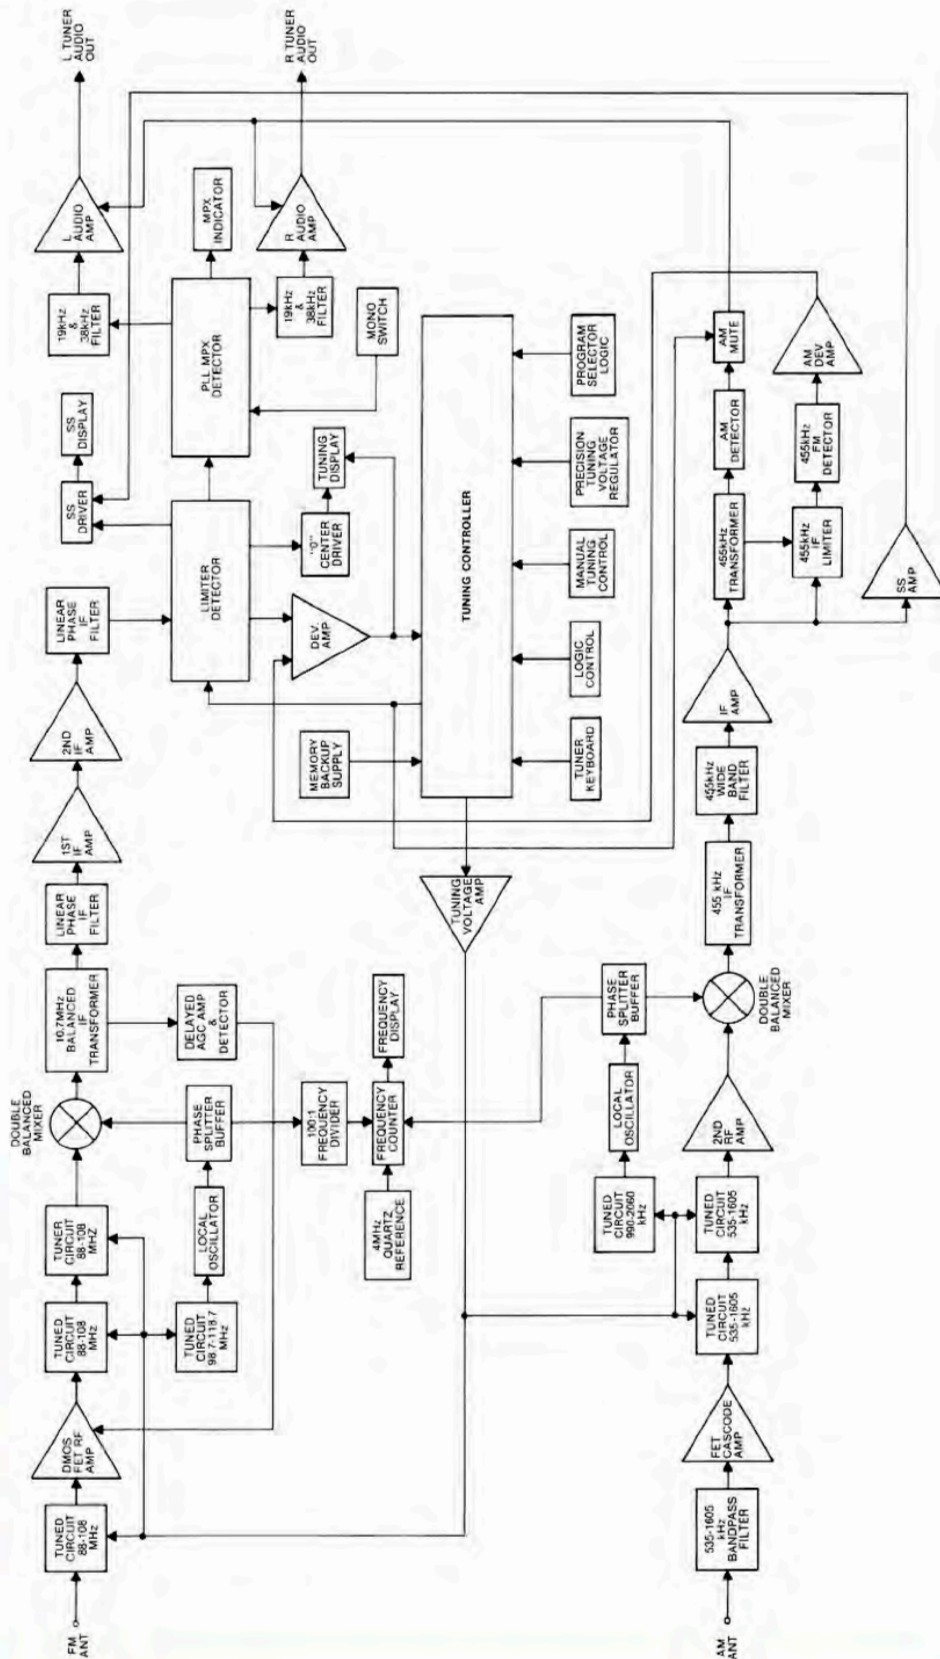 FM
ANT
TUNED
CIRCUIT
88-108
MHz
DMOS
FET RF
AMP
TUNED
CIRCUIT
88-108
MHz
TUNER
CIRCUIT
88-108
MHZ
DOUBLE
BALANCED
MIXER
10.7MHz
BALANCED
IF
TRANSFORMER
LINEAR
PHASE
IF
FILTER
1ST
IF
AMP
2ND
IF
AMP
LINEAR
PHASE
IF
FILTER
SS
DRIVER
SS
DISPLAY
19kHz
&
38kHz
FILTER
L
AUDIO
AMP
L TUNER
AUDIO
OUT
TUNED
CIRCUIT
98.7-118.7
MHz
LOCAL
OSCILLATOR
PHASE
SPLITTER
BUFFER
DELAYED
AGC AMP
&
DETECTOR
LIMITER
DETECTOR
PLL MPX
DETECTOR
MPX
INDICATOR
100:1
FREQUENCY
DIVIDER
MEMORY
BACKUP
SUPPLY
DEV.
AMP
"0"
CENTER
DRIVER
TUNING
DISPLAY
19kHz
&
38kHz
FILTER
R
AUDIO
AMP
R TUNER
AUDIO
OUT
MONO
SWITCH
4MHz
QUARTZ
REFERENCE
FREQUENCY
COUNTER
FREQUENCY
DISPLAY
TUNING
VOLTAGE
AMP
TUNING CONTROLLER
TUNER
KEYBOARD
LOGIC
CONTROL
MANUAL
TUNING
CONTROL
PRECISION
TUNING
VOLTAGE
REGULATOR
PROGRAM
SELECTOR
LOGIC
TUNED
CIRCUIT
990-2060
kHz
LOCAL
OSCILLATOR
PHASE
SPLITTER
BUFFER
AM
ANT
535-1605
kHz
BANDPASS
FILTER
FET
CASCODE
AMP
TUNED
CIRCUIT
535-1605
kHz
TUNED
CIRCUIT
535-1605
kHz
2ND
RF
AMP
DOUBLE
BALANCED
MIXER
455 kHz
IF
TRANSFORMER
455kHz
WIDE
BAND
FILTER
IF
AMP
455kHz
TRANSFORMER
AM
DETECTOR
AM
MUTE
455kHz
IF
LIMITER
455kHz
FM
DETECTOR
AM
DEV
AMP
SS
AMP